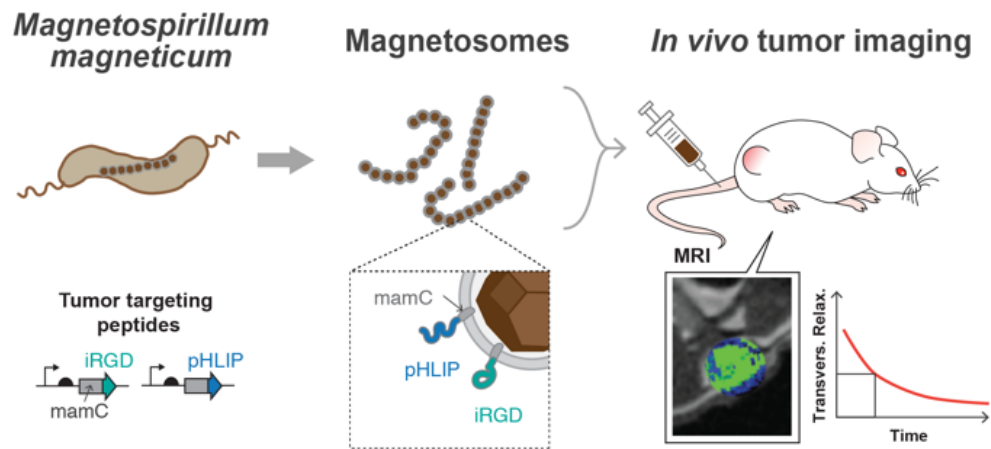 Magnetospirillum
magneticum
Magnetosomes
In vivo tumor imaging
Tumor targeting
peptides
iRGD
pHLIP
mamC
mamC
pHLIP
iRGD
MRI
Transvers. Relax.
Time